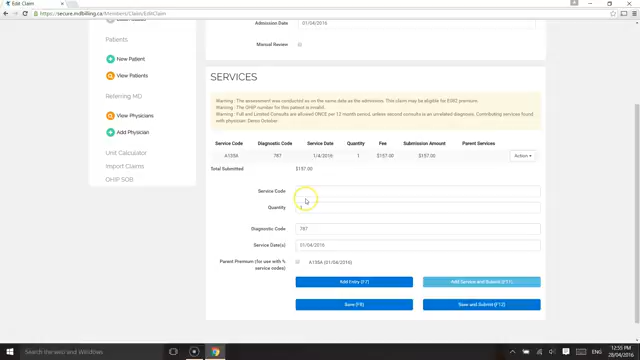 Edit Claim
https://secure.mdbilling.ca/Members/Claim/EditClaim
Admission Date
01/04/2016
Manual Review
Patients
New Patient
View Patients
Referring MD
View Physicians
Add Physician
Unit Calculator
Import Claims
OHIP SOB
SERVICES
Warning : The assessment was conducted on the same date as the admission. This claim may be eligible for E082 premium.
Warning : The OHIP number for this patient is invalid.
Warning : Full and Limited Consults are allowed ONCE per 12 month period, unless second consult is an unrelated diagnosis. Contributing services found
with physician: Demo October
Service Code Diagnostic Code Service Date Quantity Fee Submission Amount Parent Services
A135A 787 1/4/2016 1 $157.00 $157.00 Action
Total Submitted $157.00
Service Code
Quantity
Diagnostic Code 787
Service Date(s) 01/04/2016
Parent Premium (for use with % service codes) A135A (01/04/2016)
Add Entry (F7) Add Service and Submit (F11)
Save (F8) Save and Submit (F12)
Search the web and Windows
12:55 PM
28/04/2016